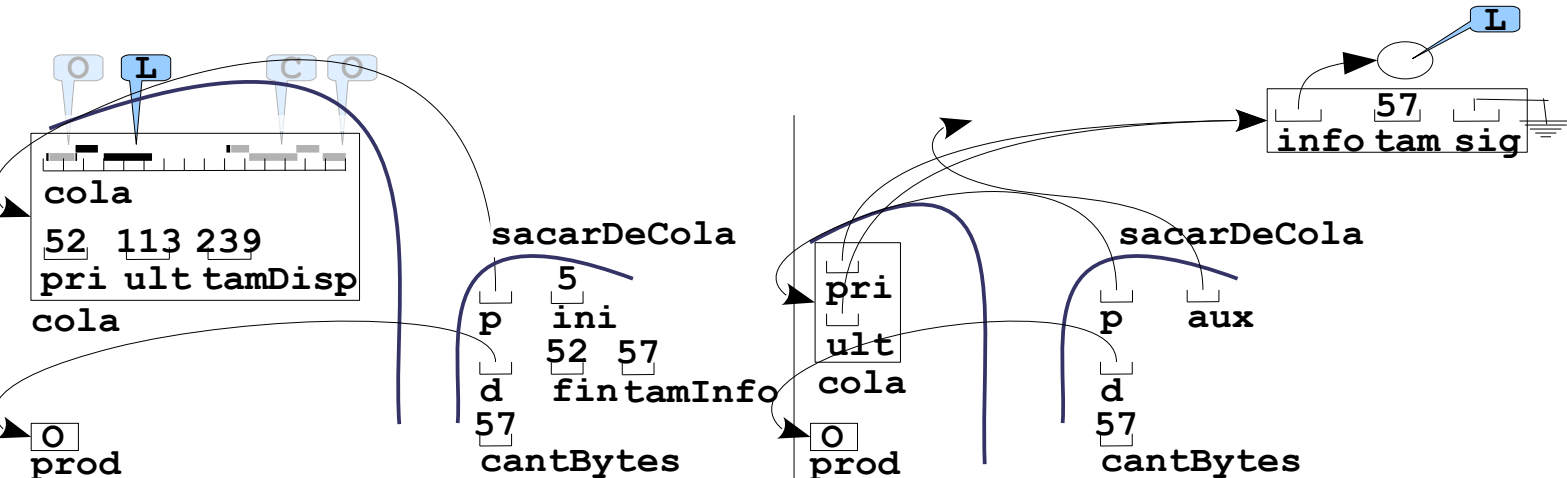 O L C O
cola
52 113 239
pri ult tamDisp
cola
O
prod
sacarDeCola
5
p ini
52 57
d fin tamInfo
57
cantBytes
L
57
info tam sig
pri
ult
cola
O
prod
sacarDeCola
p aux
d
57
cantBytes